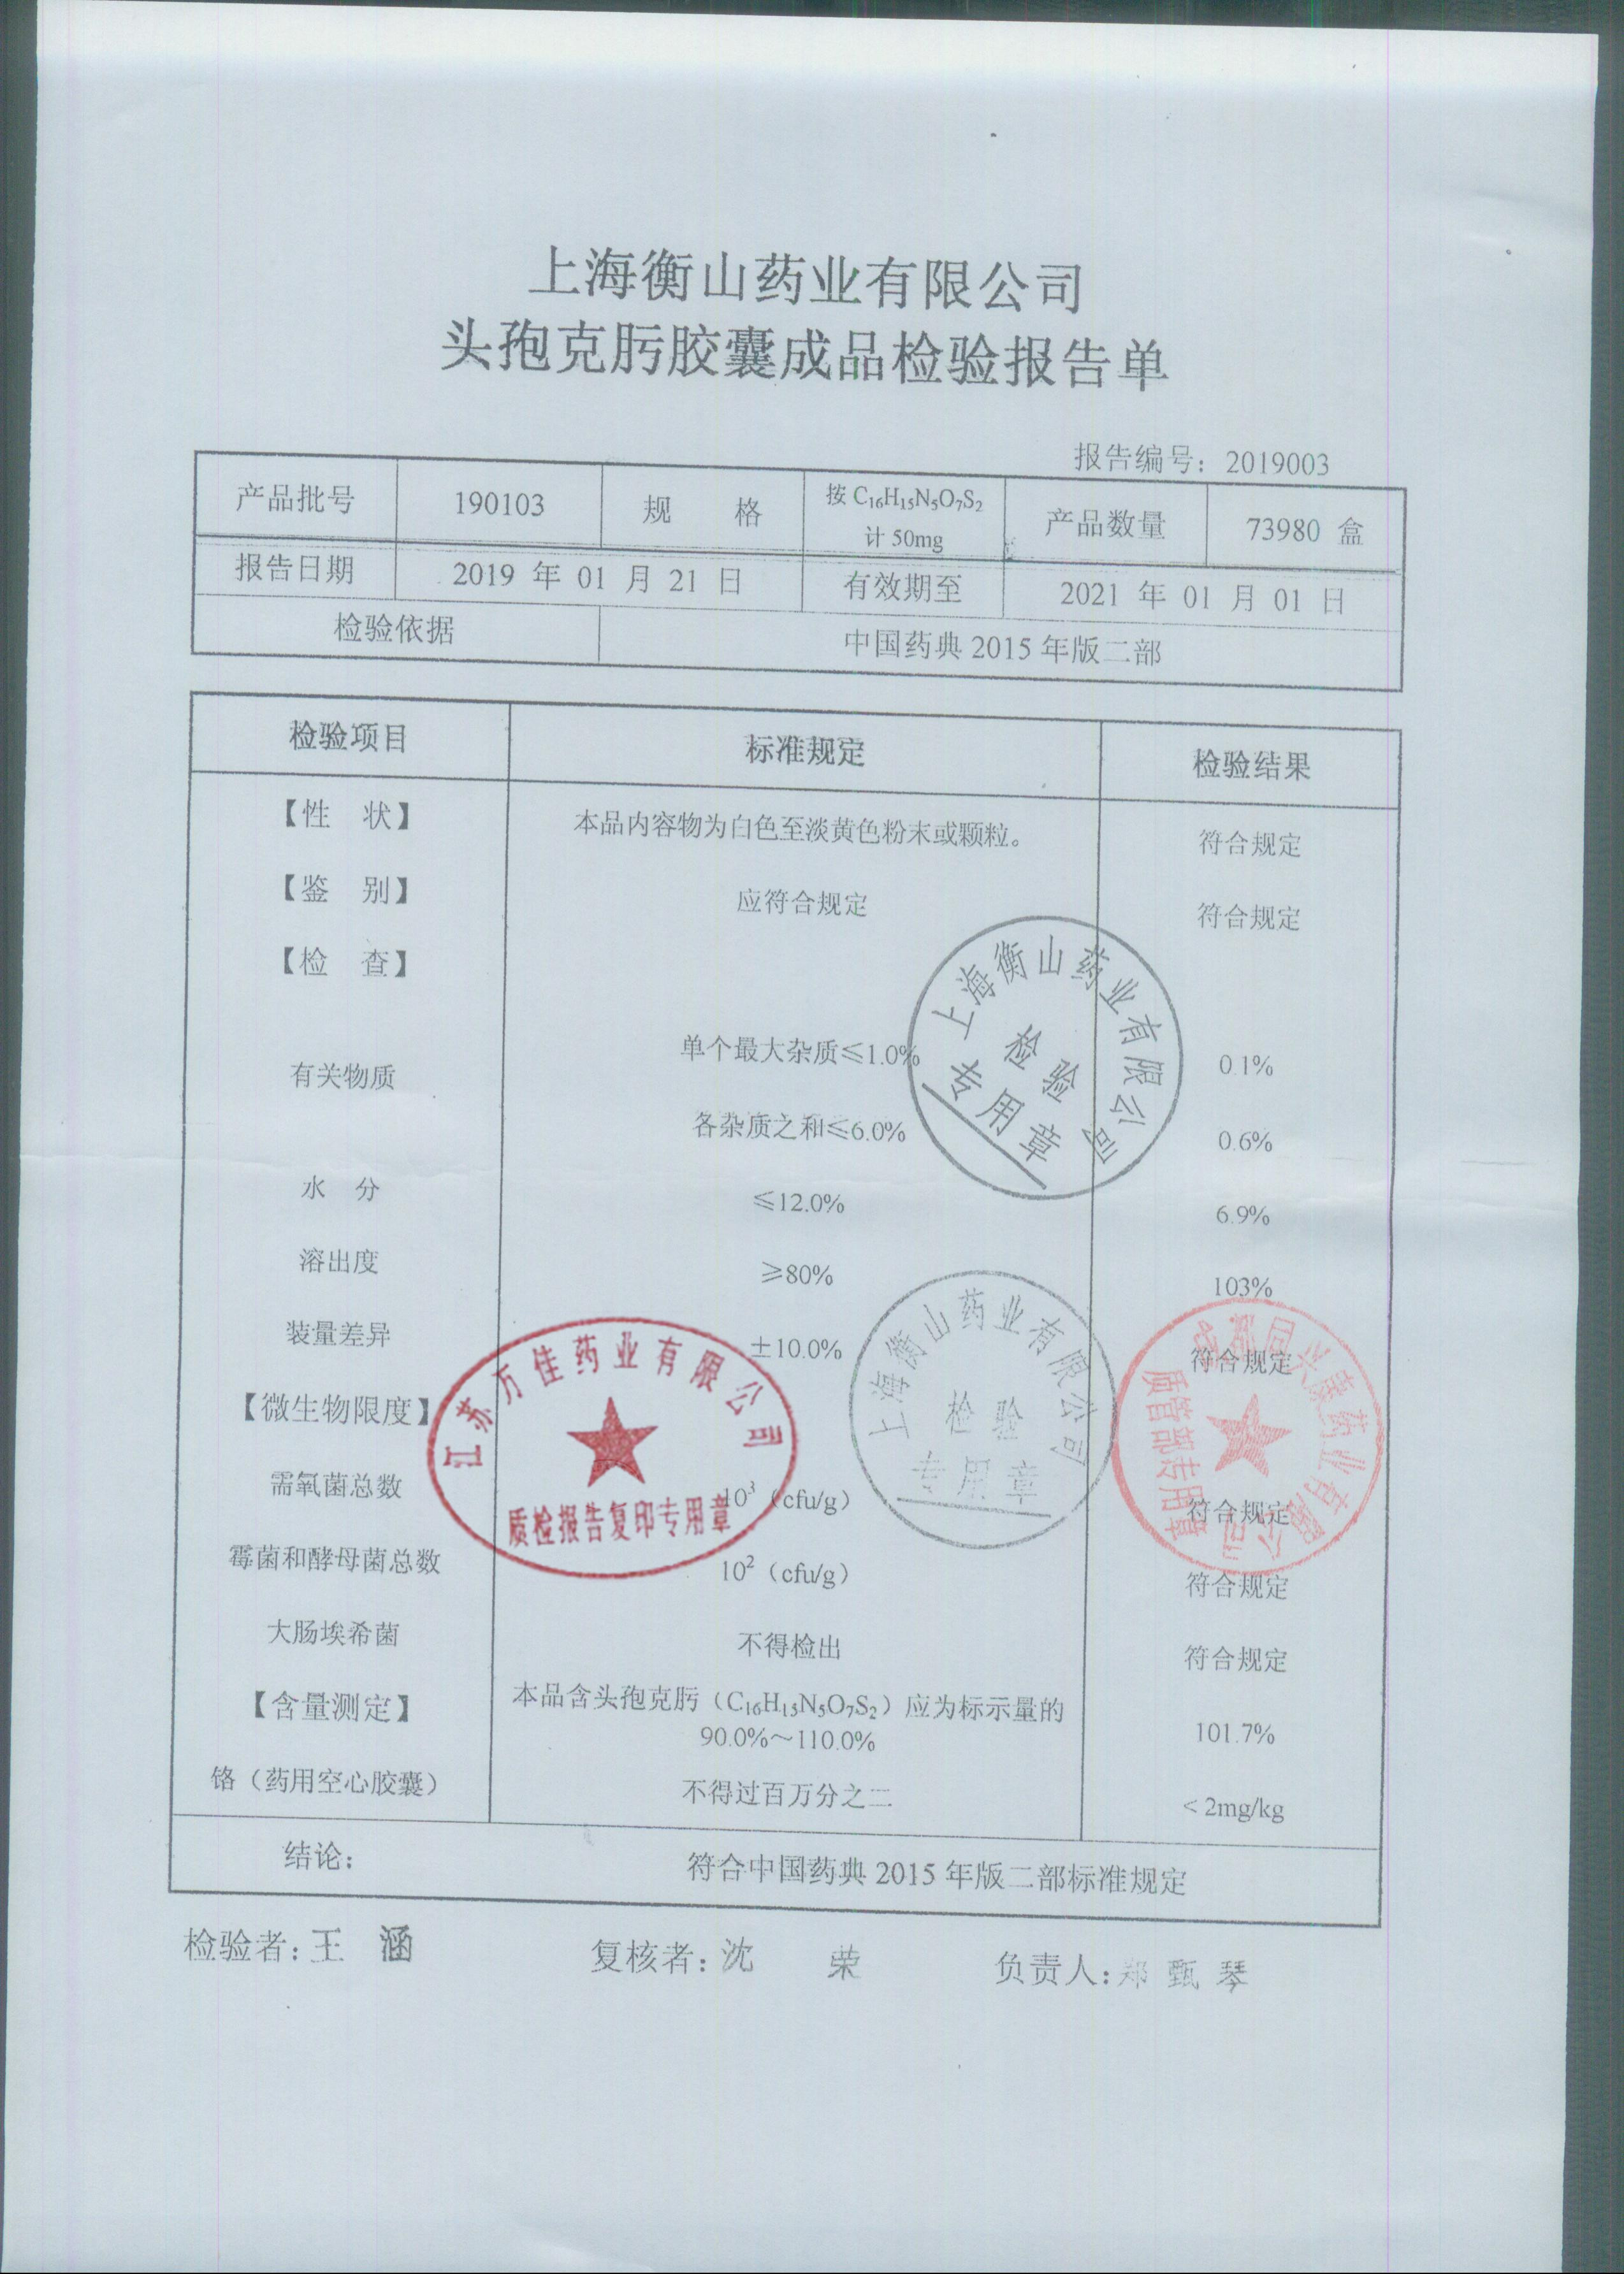 上海衡山药业有限公司
头孢克肟胶囊成品检验报告单
报告编号：2019003
产品批号 190103 规 格 按 C₁₆H₁₅N₅O₇S₂ 计 50mg 产品数量 73980 盒
报告日期 2019 年 01 月 21 日 有效期至 2021 年 01 月 01 日
检验依据 中国药典 2015 年版二部
检验项目 标准规定 检验结果
【性 状】 本品内容物为白色至淡黄色粉末或颗粒。 符合规定
【鉴 别】 应符合规定 符合规定
【检 查】
有关物质 单个最大杂质≤1.0% 0.1%
各杂质之和≤6.0% 0.6%
水 分 ≤12.0% 6.9%
溶出度 ≥80% 103%
装量差异 ±10.0% 符合规定
【微生物限度】
需氧菌总数 10³（cfu/g） 符合规定
霉菌和酵母菌总数 10²（cfu/g） 符合规定
大肠埃希菌 不得检出 符合规定
【含量测定】 本品含头孢克肟（C₁₆H₁₅N₅O₇S₂）应为标示量的
90.0%～110.0% 101.7%
铬（药用空心胶囊） 不得过百万分之二 < 2mg/kg
结论： 符合中国药典 2015 年版二部标准规定
检验者：王 涵 复核者：沈 荣 负责人：郑 甄 琴
上海衡山药业有限公司
检验
专用章
上海衡山药业有限公司
检验
专用章
江苏万佳药业有限公司
质检报告复印专用章
药业有限公司
质管部专用章